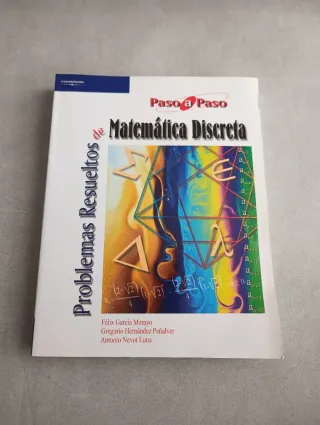 Paso a Paso
Problemas Resueltos de Matemática Discreta
Félix García Merayo
Gregorio Hernández Peñalver
Antonio Nevot Luna